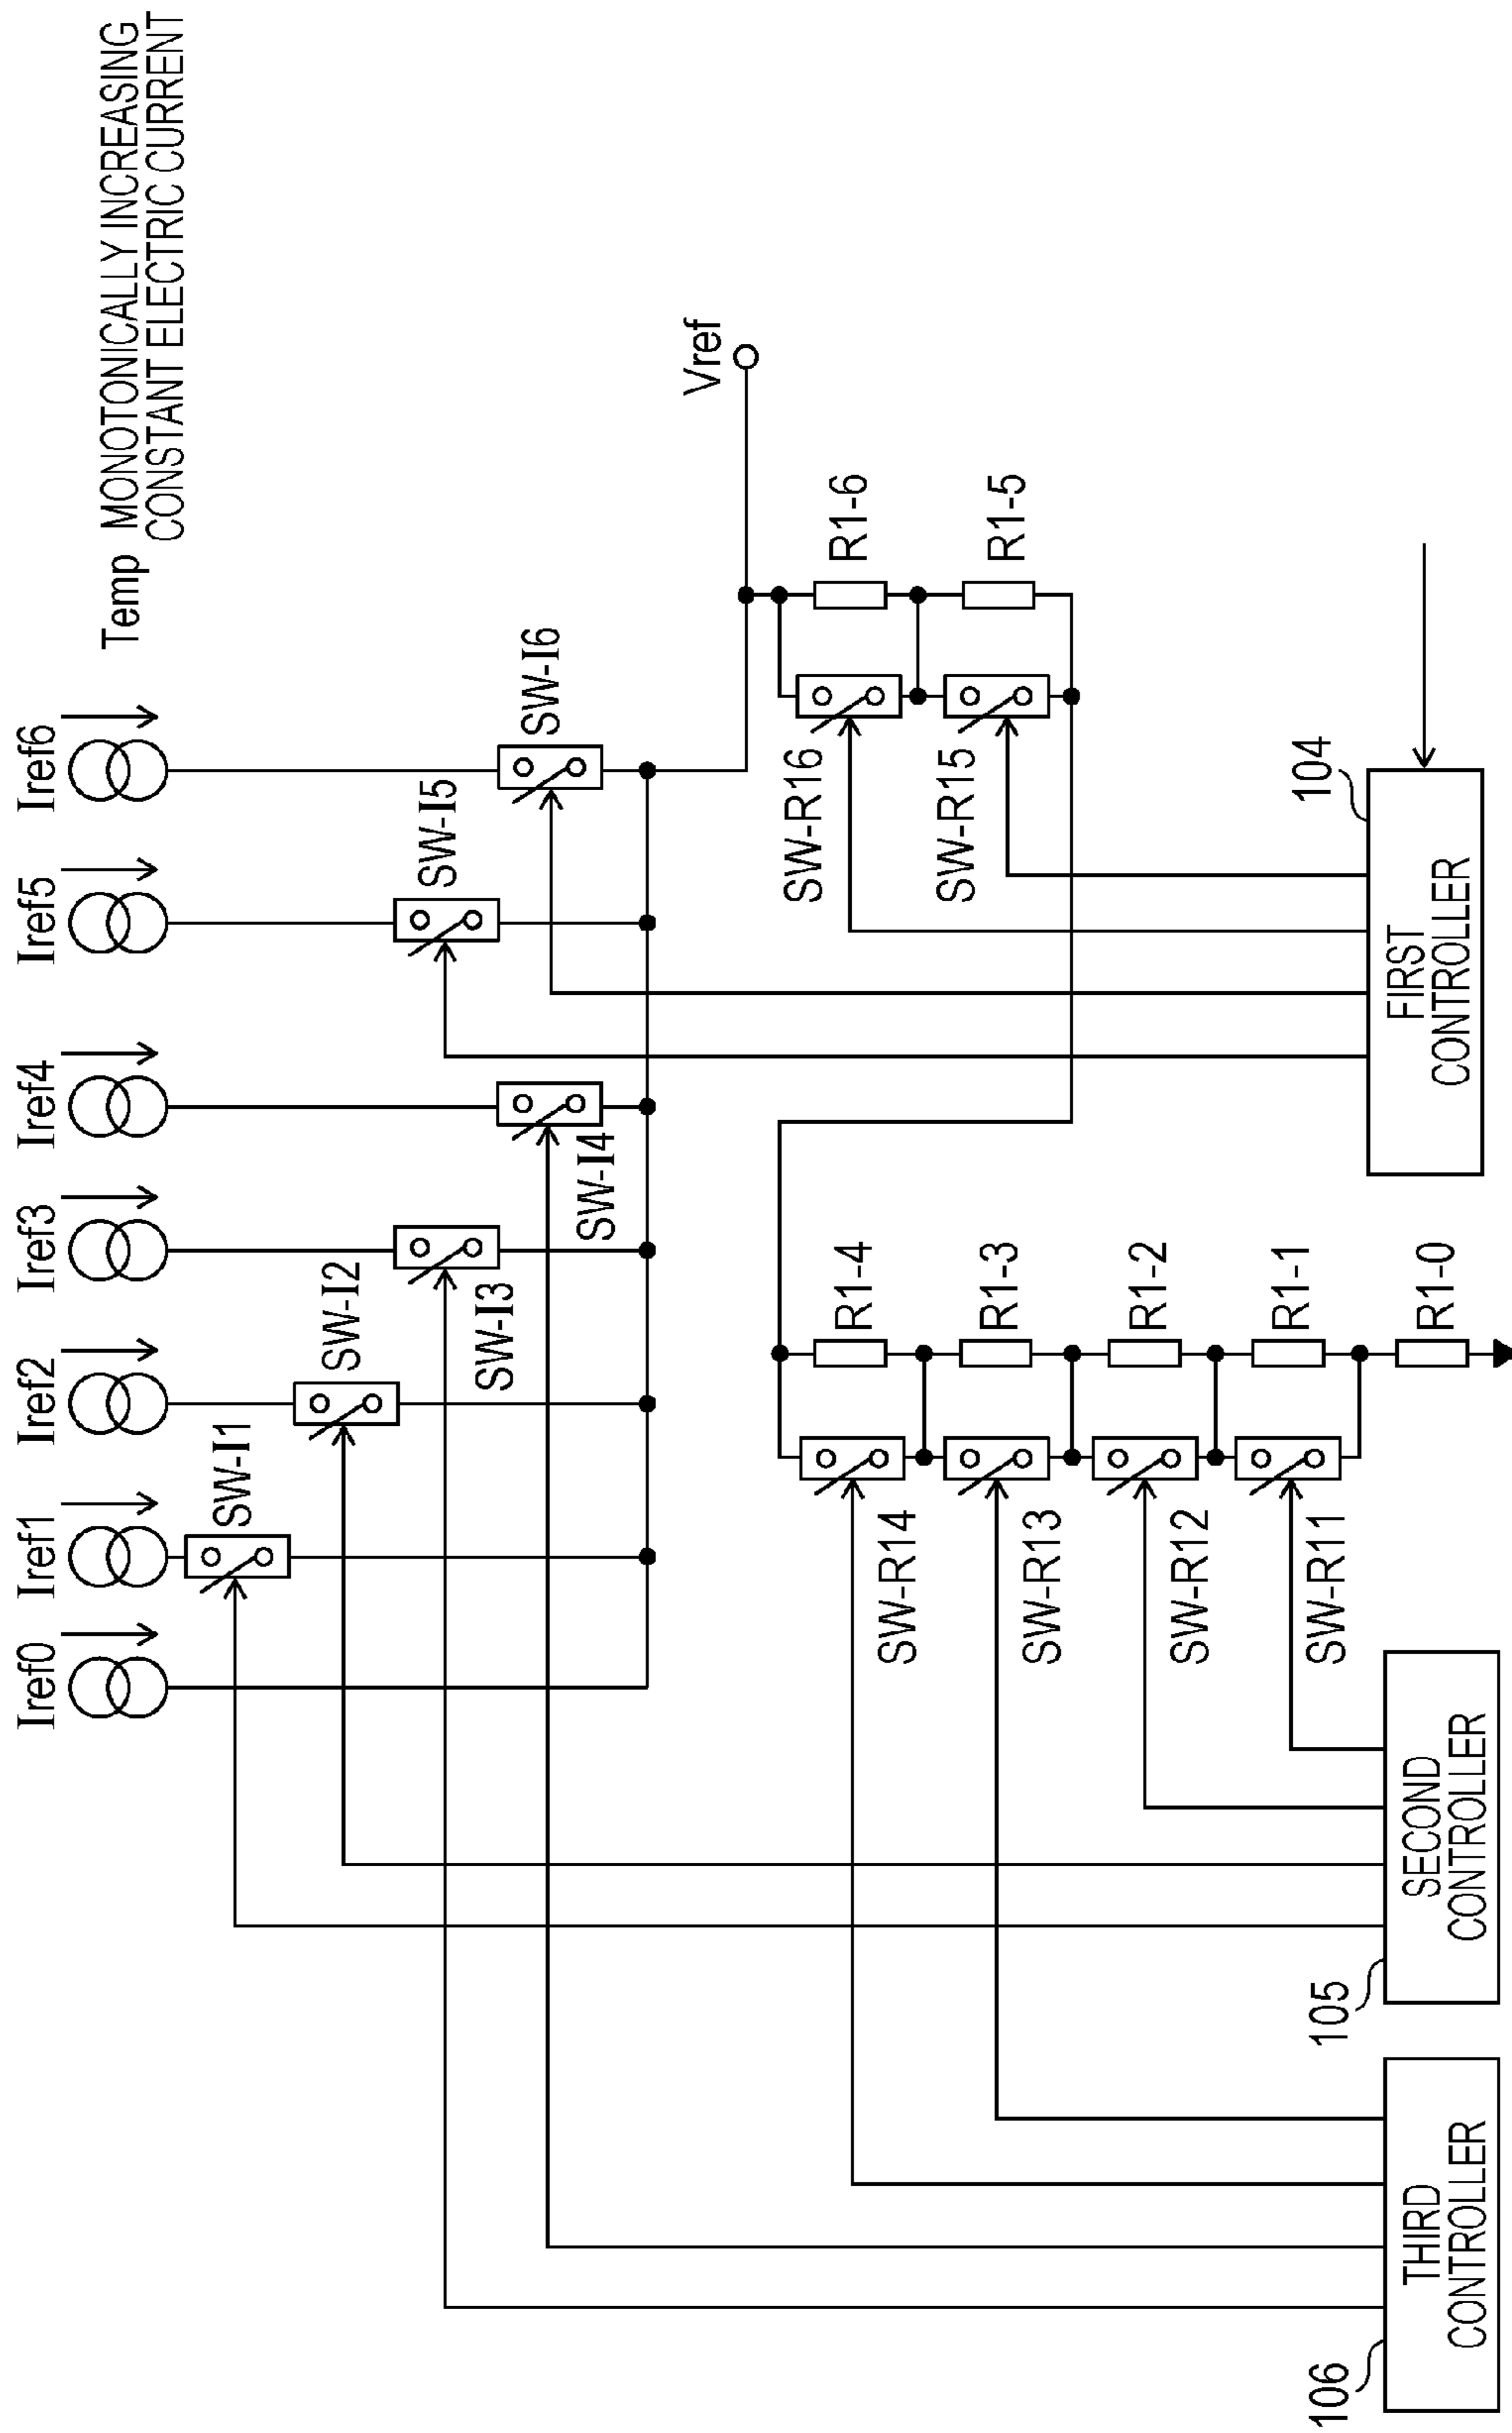 Iref0
Iref1
Iref2
Iref3
Iref4
Iref5
Iref6
Temp MONOTONICALLY INCREASING
CONSTANT ELECTRIC CURRENT
SW-I1
SW-I2
SW-I3
SW-I4
SW-I5
SW-I6
Vref
SW-R16
R1-6
SW-R15
R1-5
SW-R14
R1-4
SW-R13
R1-3
SW-R12
R1-2
SW-R11
R1-1
R1-0
106
THIRD
CONTROLLER
105
SECOND
CONTROLLER
104
FIRST
CONTROLLER